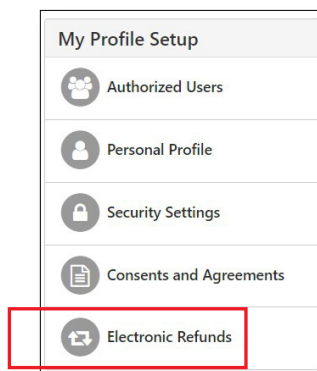 My Profile Setup
Authorized Users
Personal Profile
Security Settings
Consents and Agreements
Electronic Refunds